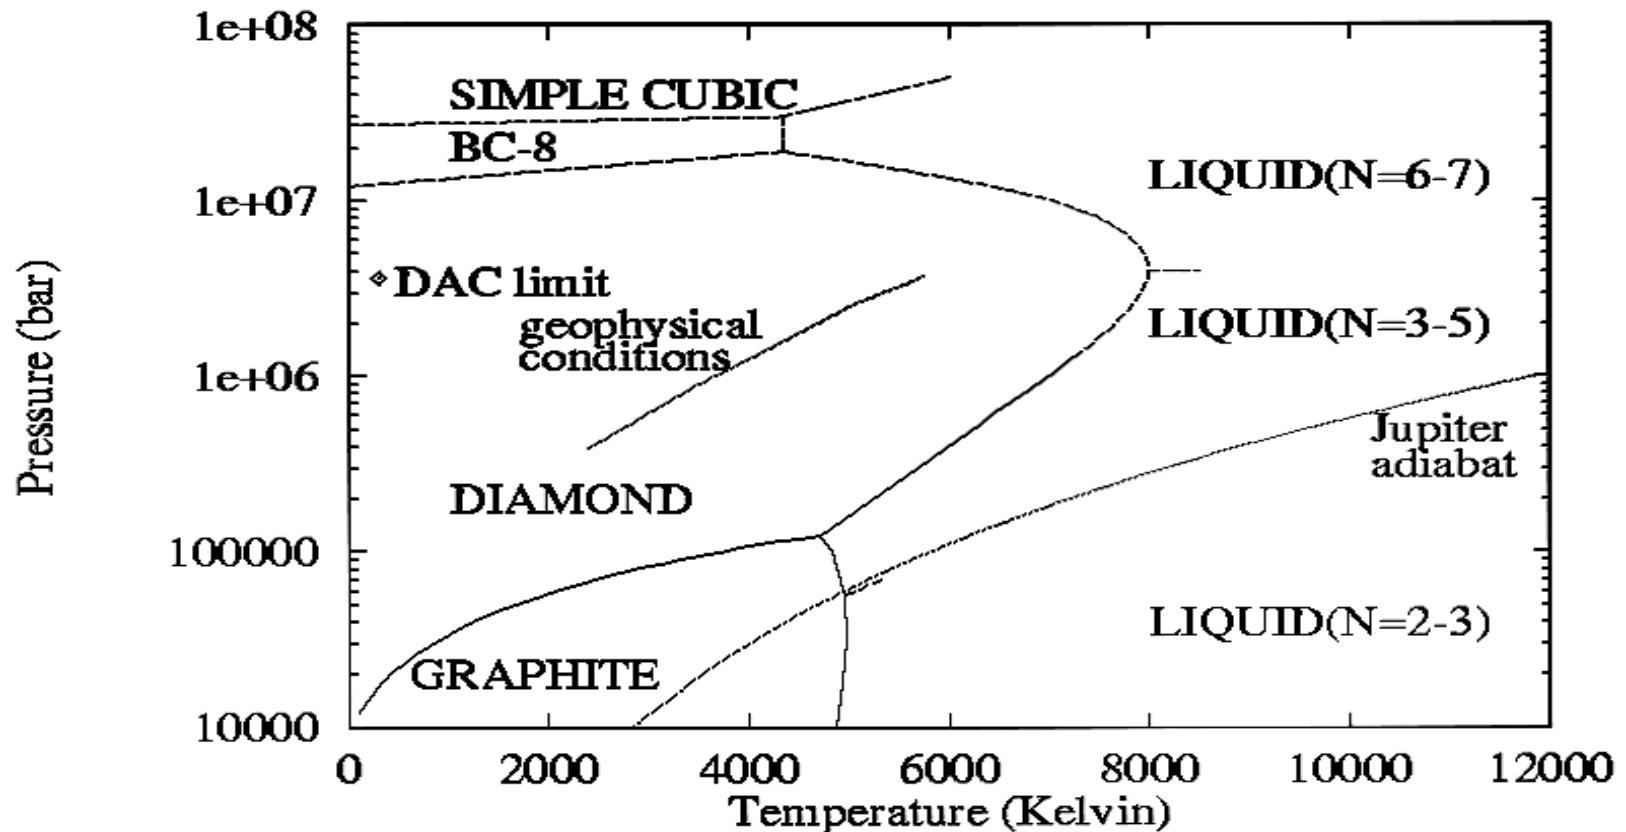 1e+08
SIMPLE CUBIC
BC-8
LIQUID(N=6-7)
1e+07
DAC limit
geophysical
conditions
LIQUID(N=3-5)
Pressure (bar)
1e+06
Jupiter
adiabat
DIAMOND
100000
LIQUID(N=2-3)
GRAPHITE
10000
0 2000 4000 6000 8000 10000 12000
Temperature (Kelvin)